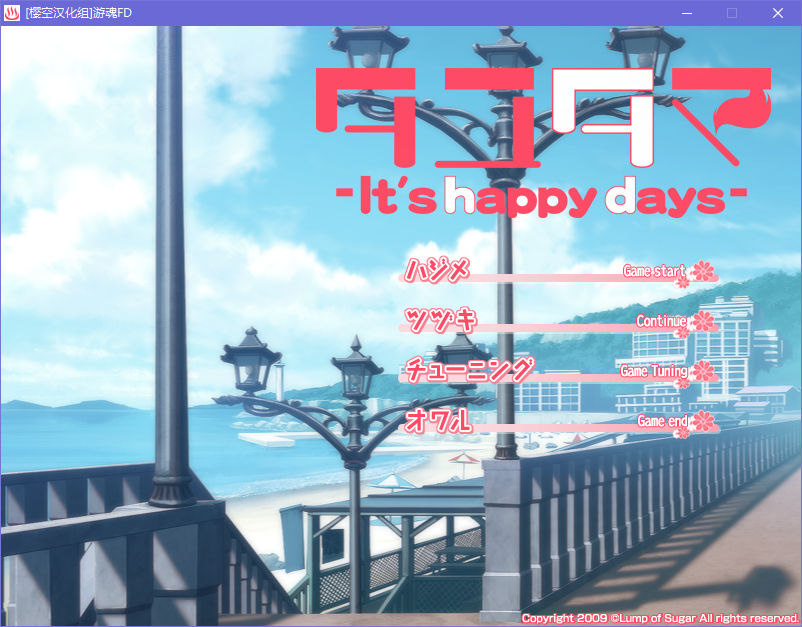 [樱空汉化组]游魂FD
タユタマ
-It's happy days-
ハジメ Game start
ツヅキ Continue
チューニング Game Tuning
オワル Game end
Copyright 2009 ©Lump of Sugar All rights reserved.